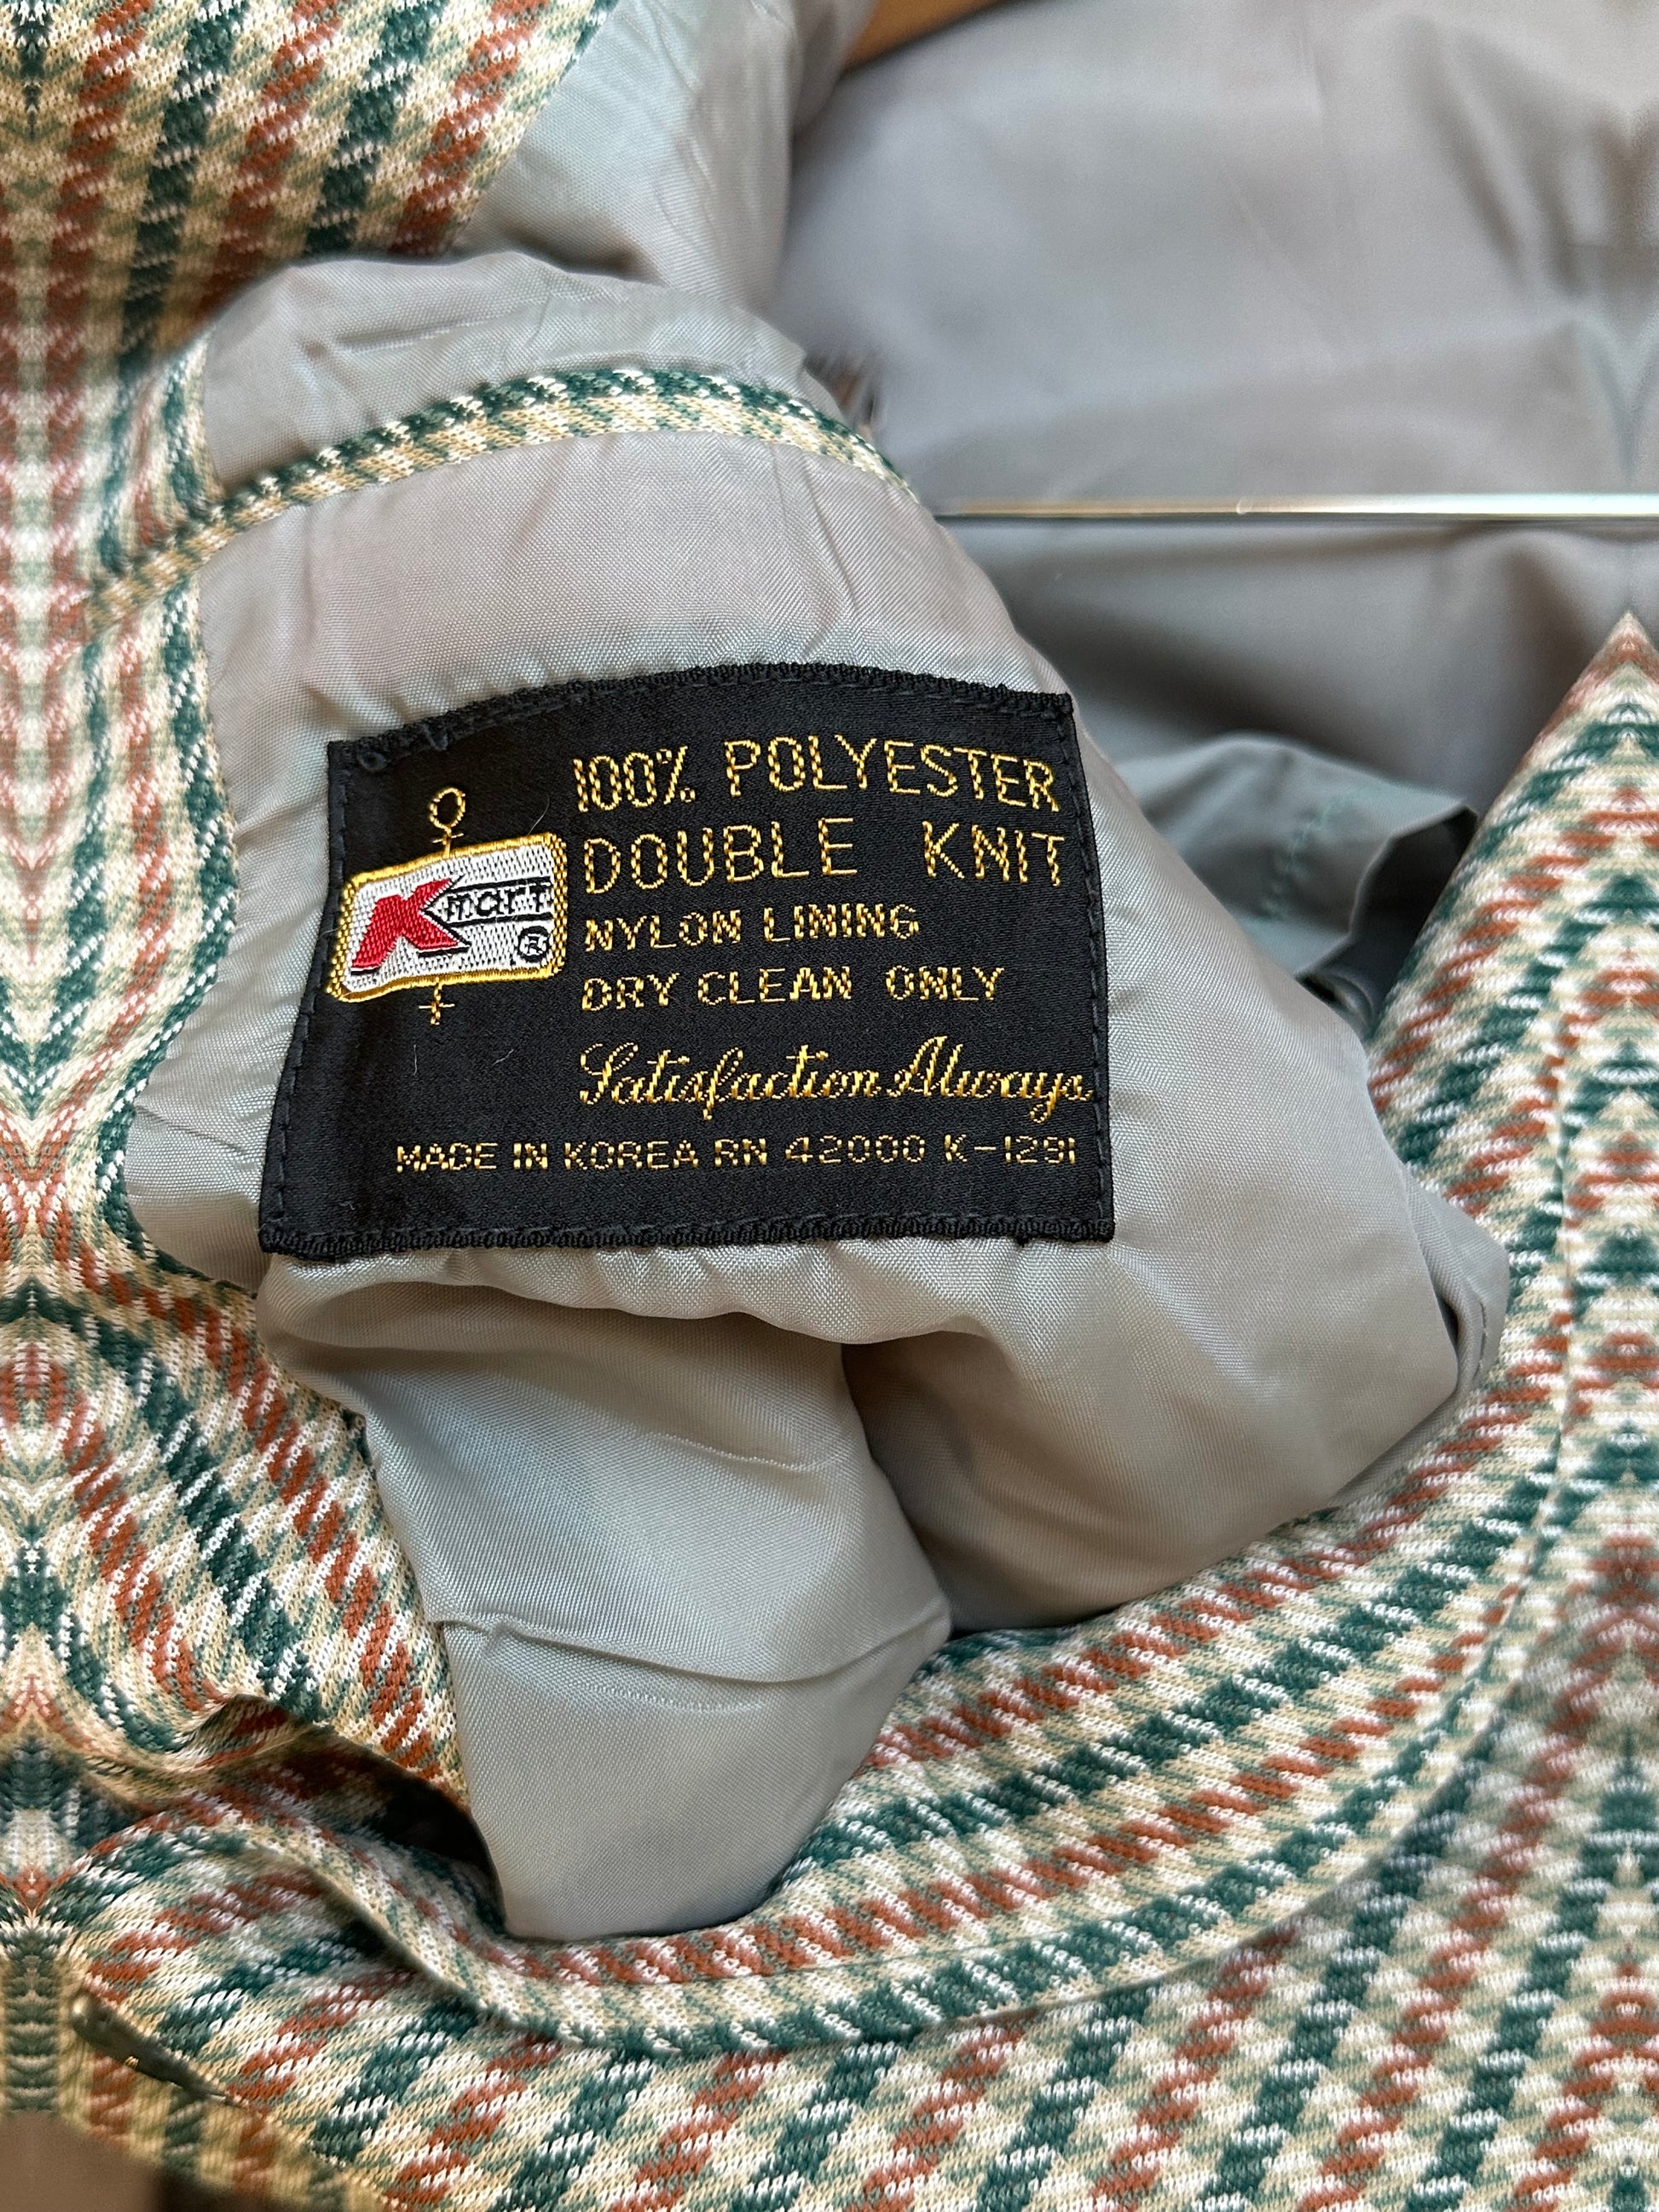 100% POLYESTER
DOUBLE KNIT
Kmart ®
NYLON LINING
DRY CLEAN ONLY
Satisfaction Always
MADE IN KOREA RN 42000 K-1291